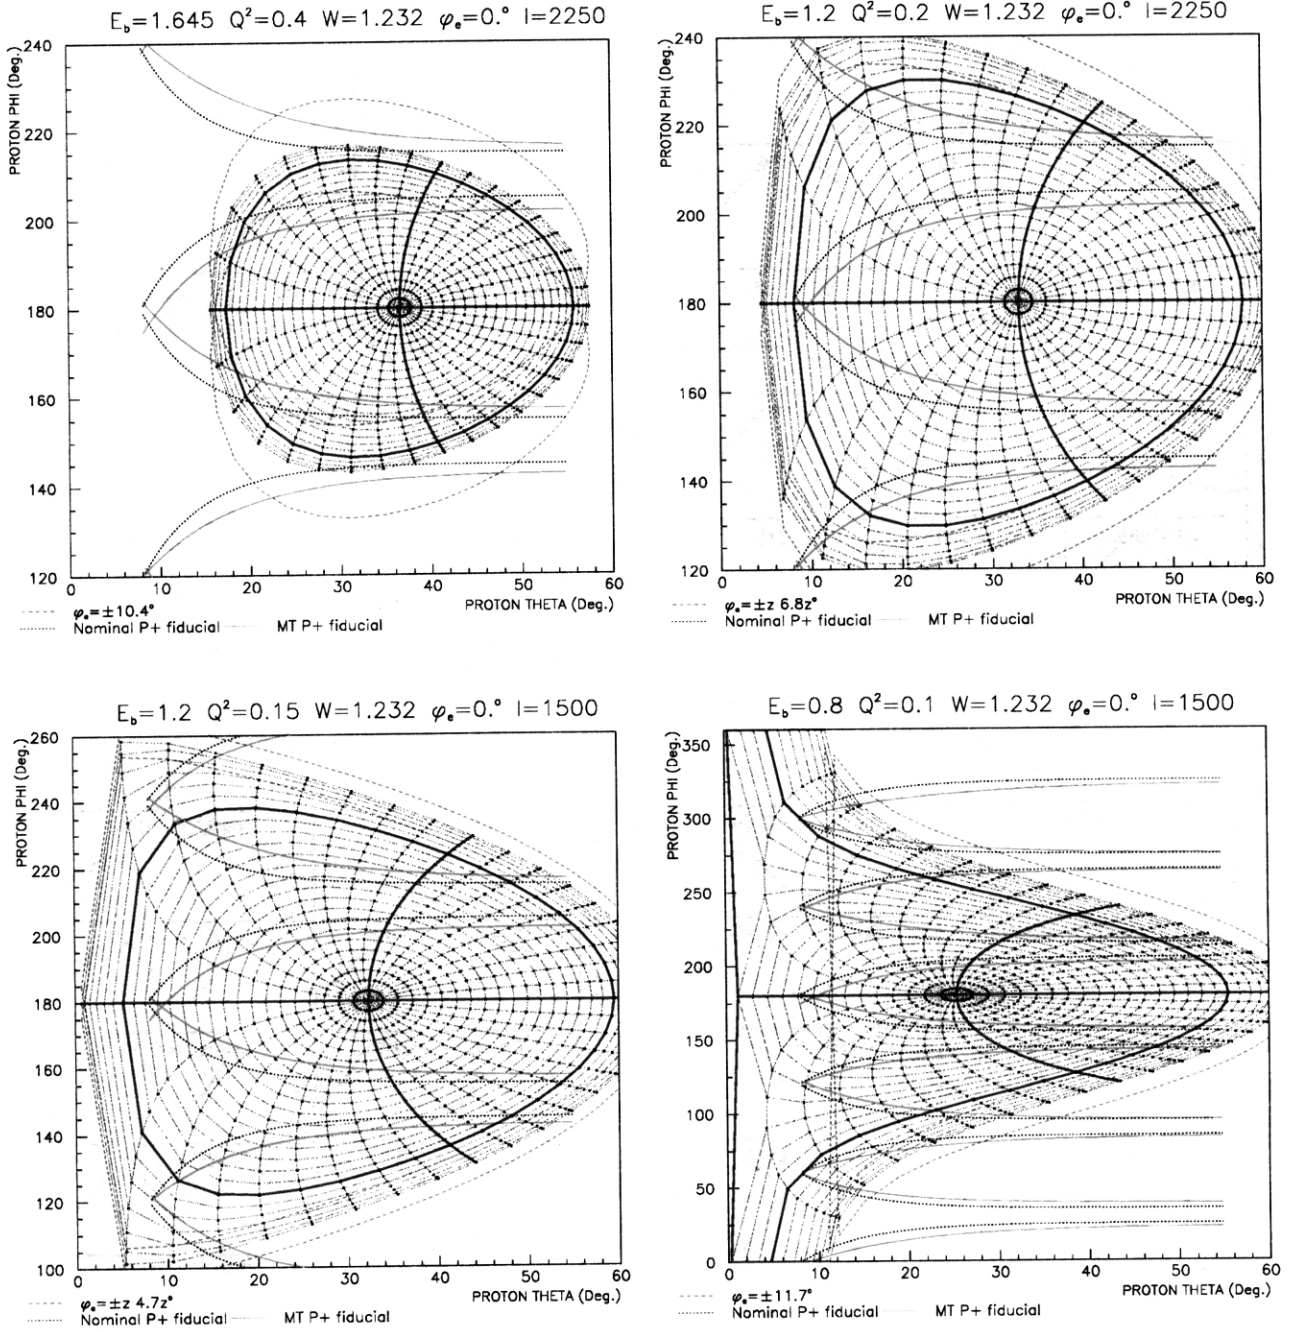 E_b=1.645 Q²=0.4 W=1.232 φ_e=0.° I=2250
PROTON PHI (Deg.)
240
220
200
180
160
140
120
0 10 20 30 40 50 60
PROTON THETA (Deg.)
φ_e=±10.4°
Nominal P+ fiducial MT P+ fiducial
E_b=1.2 Q²=0.2 W=1.232 φ_e=0.° I=2250
PROTON PHI (Deg.)
240
220
200
180
160
140
120
0 10 20 30 40 50 60
PROTON THETA (Deg.)
φ_e=±z 6.8z°
Nominal P+ fiducial MT P+ fiducial
E_b=1.2 Q²=0.15 W=1.232 φ_e=0.° I=1500
PROTON PHI (Deg.)
260
240
220
200
180
160
140
120
100
0 10 20 30 40 50 60
PROTON THETA (Deg.)
φ_e=±z 4.7z°
Nominal P+ fiducial MT P+ fiducial
E_b=0.8 Q²=0.1 W=1.232 φ_e=0.° I=1500
PROTON PHI (Deg.)
350
300
250
200
150
100
50
0
0 10 20 30 40 50 60
PROTON THETA (Deg.)
φ_e=±11.7°
Nominal P+ fiducial MT P+ fiducial